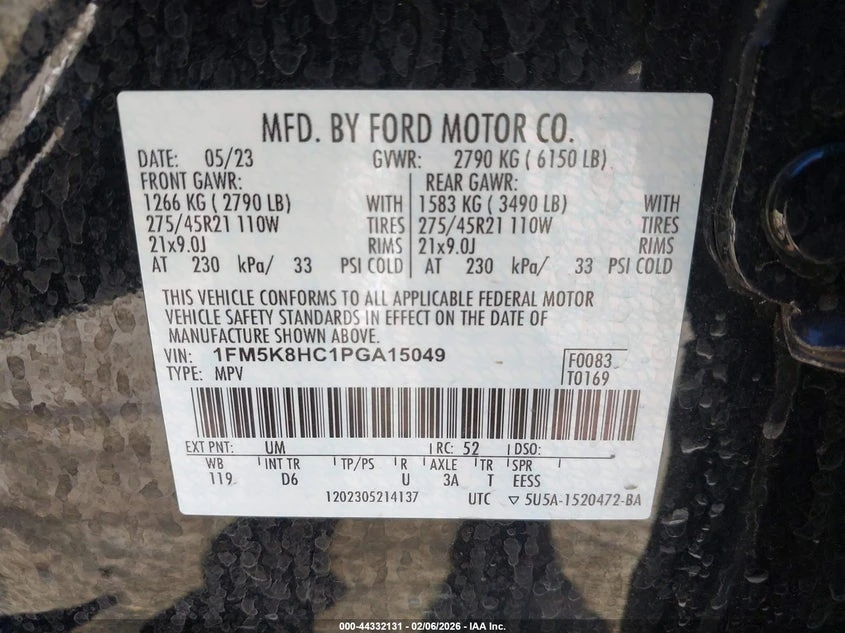 MFD. BY FORD MOTOR CO.
DATE: 05/23 GVWR: 2790 KG ( 6150 LB)
FRONT GAWR: REAR GAWR:
1266 KG ( 2790 LB) WITH 1583 KG ( 3490 LB) WITH
275/45R21 110W TIRES 275/45R21 110W TIRES
21x9.0J RIMS 21x9.0J RIMS
AT 230 kPa/ 33 PSI COLD AT 230 kPa/ 33 PSI COLD
THIS VEHICLE CONFORMS TO ALL APPLICABLE FEDERAL MOTOR
VEHICLE SAFETY STANDARDS IN EFFECT ON THE DATE OF
MANUFACTURE SHOWN ABOVE.
VIN: 1FM5K8HC1PGA15049 F0083
TYPE: MPV T0169
EXT PNT: UM RC: 52 DSO:
WB INT TR TP/PS R AXLE TR SPR
119 D6 U 3A T EESS
1202305214137 UTC ▽ 5U5A-1520472-BA
000-44332131 - 02/06/2026 - IAA Inc.